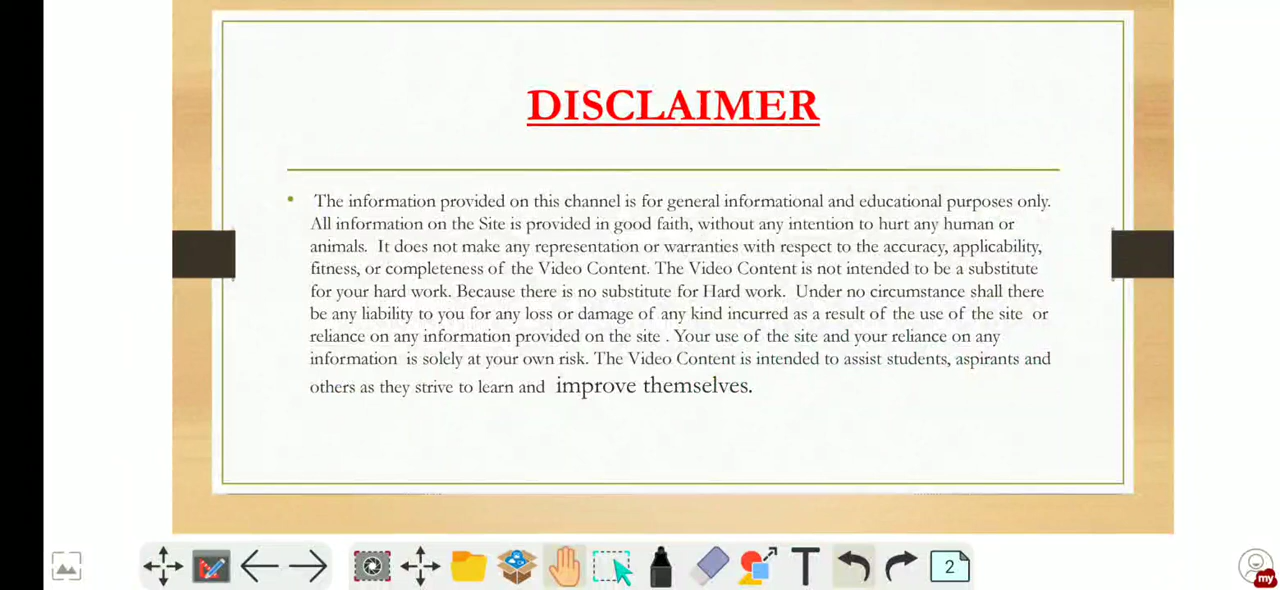 DISCLAIMER
• The information provided on this channel is for general informational and educational purposes only.
All information on the Site is provided in good faith, without any intention to hurt any human or
animals. It does not make any representation or warranties with respect to the accuracy, applicability,
fitness, or completeness of the Video Content. The Video Content is not intended to be a substitute
for your hard work. Because there is no substitute for Hard work. Under no circumstance shall there
be any liability to you for any loss or damage of any kind incurred as a result of the use of the site or
reliance on any information provided on the site . Your use of the site and your reliance on any
information is solely at your own risk. The Video Content is intended to assist students, aspirants and
others as they strive to learn and improve themselves.
T
2
my